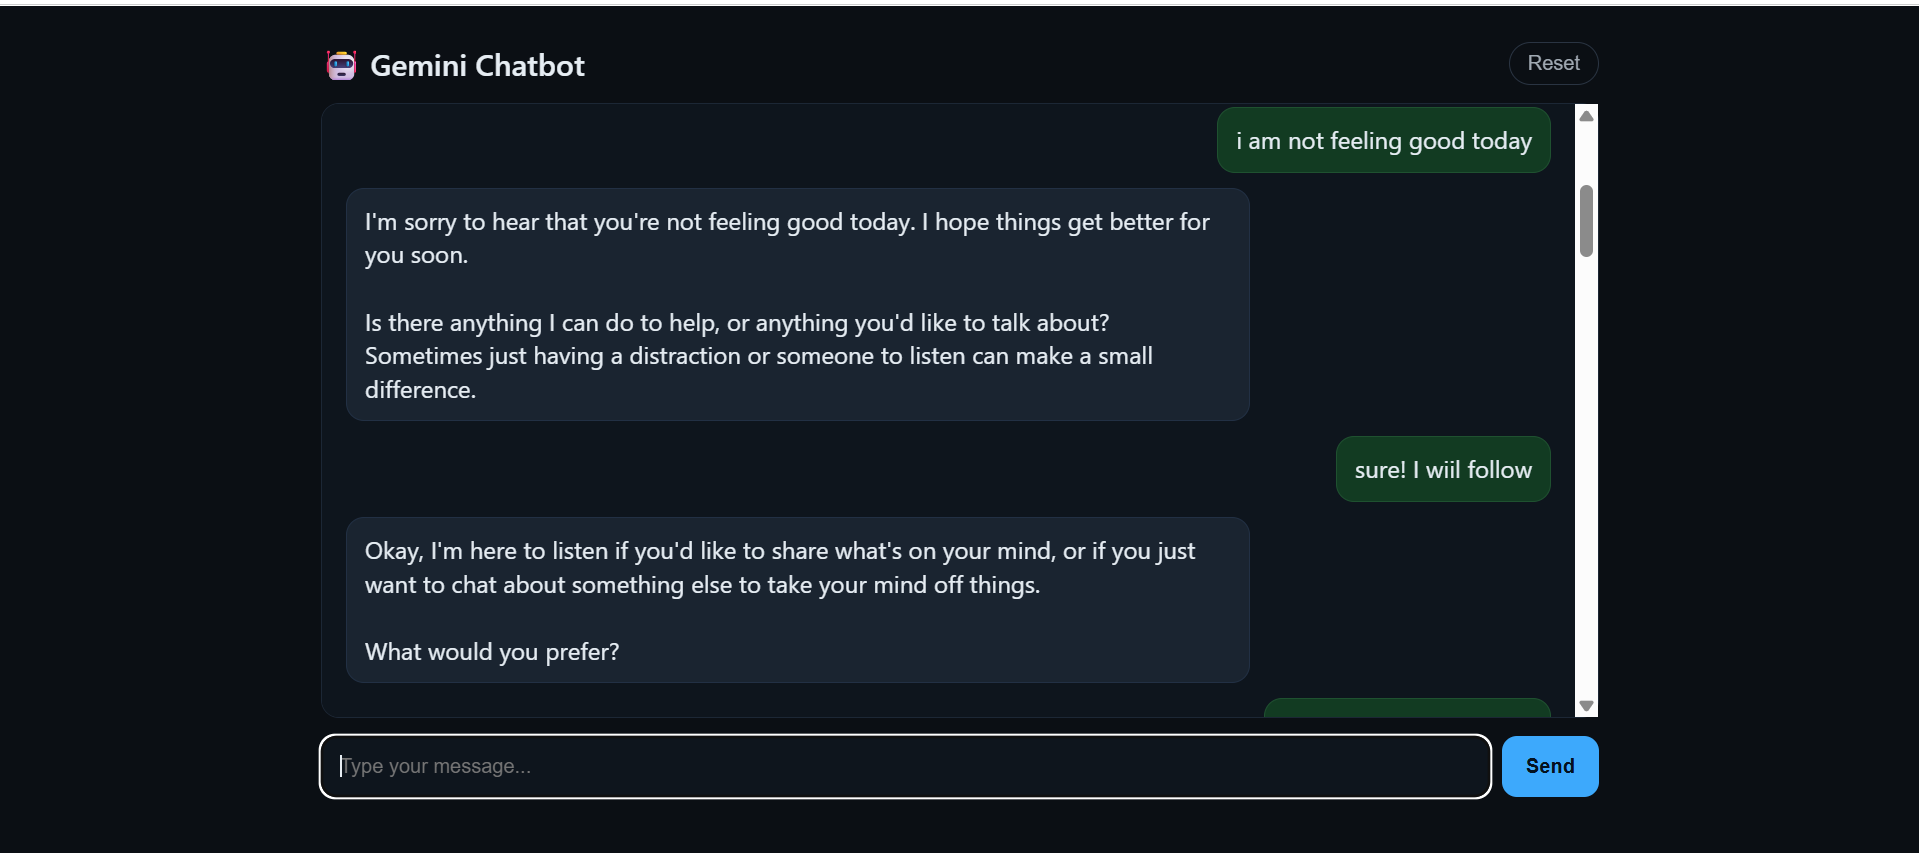 Gemini Chatbot
Reset
i am not feeling good today
I'm sorry to hear that you're not feeling good today. I hope things get better for
you soon.
Is there anything I can do to help, or anything you'd like to talk about?
Sometimes just having a distraction or someone to listen can make a small
difference.
sure! I wiil follow
Okay, I'm here to listen if you'd like to share what's on your mind, or if you just
want to chat about something else to take your mind off things.
What would you prefer?
Type your message...
Send